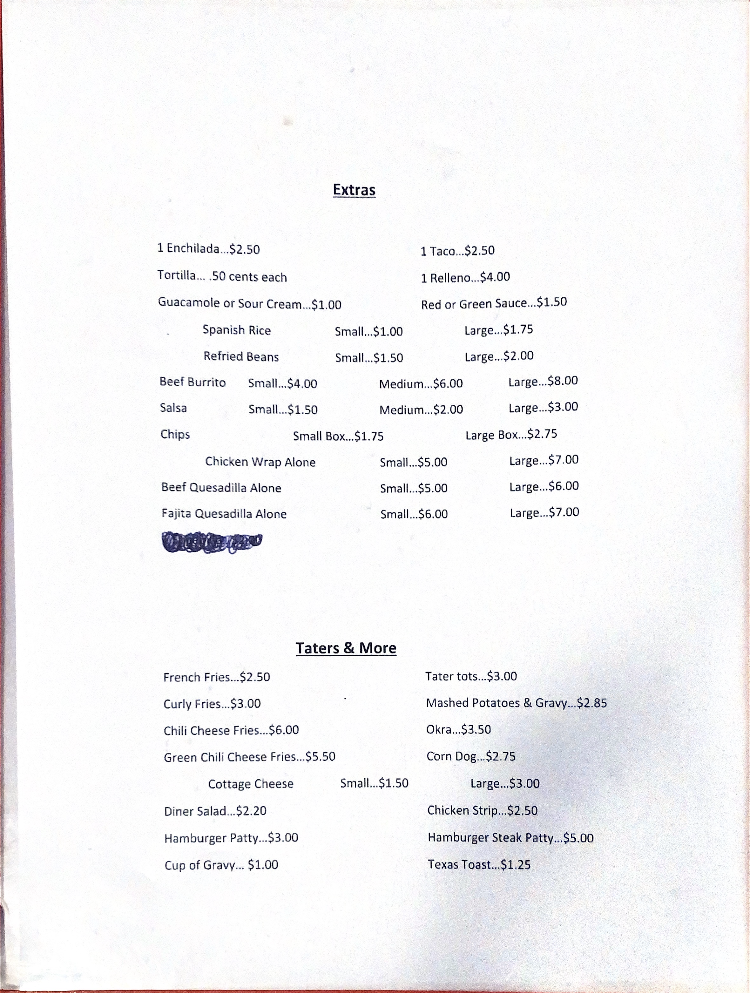 Extras
1 Enchilada...$2.50 1 Taco...$2.50
Tortilla... .50 cents each 1 Relleno...$4.00
Guacamole or Sour Cream...$1.00 Red or Green Sauce...$1.50
Spanish Rice Small...$1.00 Large...$1.75
Refried Beans Small...$1.50 Large...$2.00
Beef Burrito Small...$4.00 Medium...$6.00 Large...$8.00
Salsa Small...$1.50 Medium...$2.00 Large...$3.00
Chips Small Box...$1.75 Large Box...$2.75
Chicken Wrap Alone Small...$5.00 Large...$7.00
Beef Quesadilla Alone Small...$5.00 Large...$6.00
Fajita Quesadilla Alone Small...$6.00 Large...$7.00
Taters & More
French Fries...$2.50 Tater tots...$3.00
Curly Fries...$3.00 Mashed Potatoes & Gravy...$2.85
Chili Cheese Fries...$6.00 Okra...$3.50
Green Chili Cheese Fries...$5.50 Corn Dog...$2.75
Cottage Cheese Small...$1.50 Large...$3.00
Diner Salad...$2.20 Chicken Strip...$2.50
Hamburger Patty...$3.00 Hamburger Steak Patty...$5.00
Cup of Gravy... $1.00 Texas Toast...$1.25